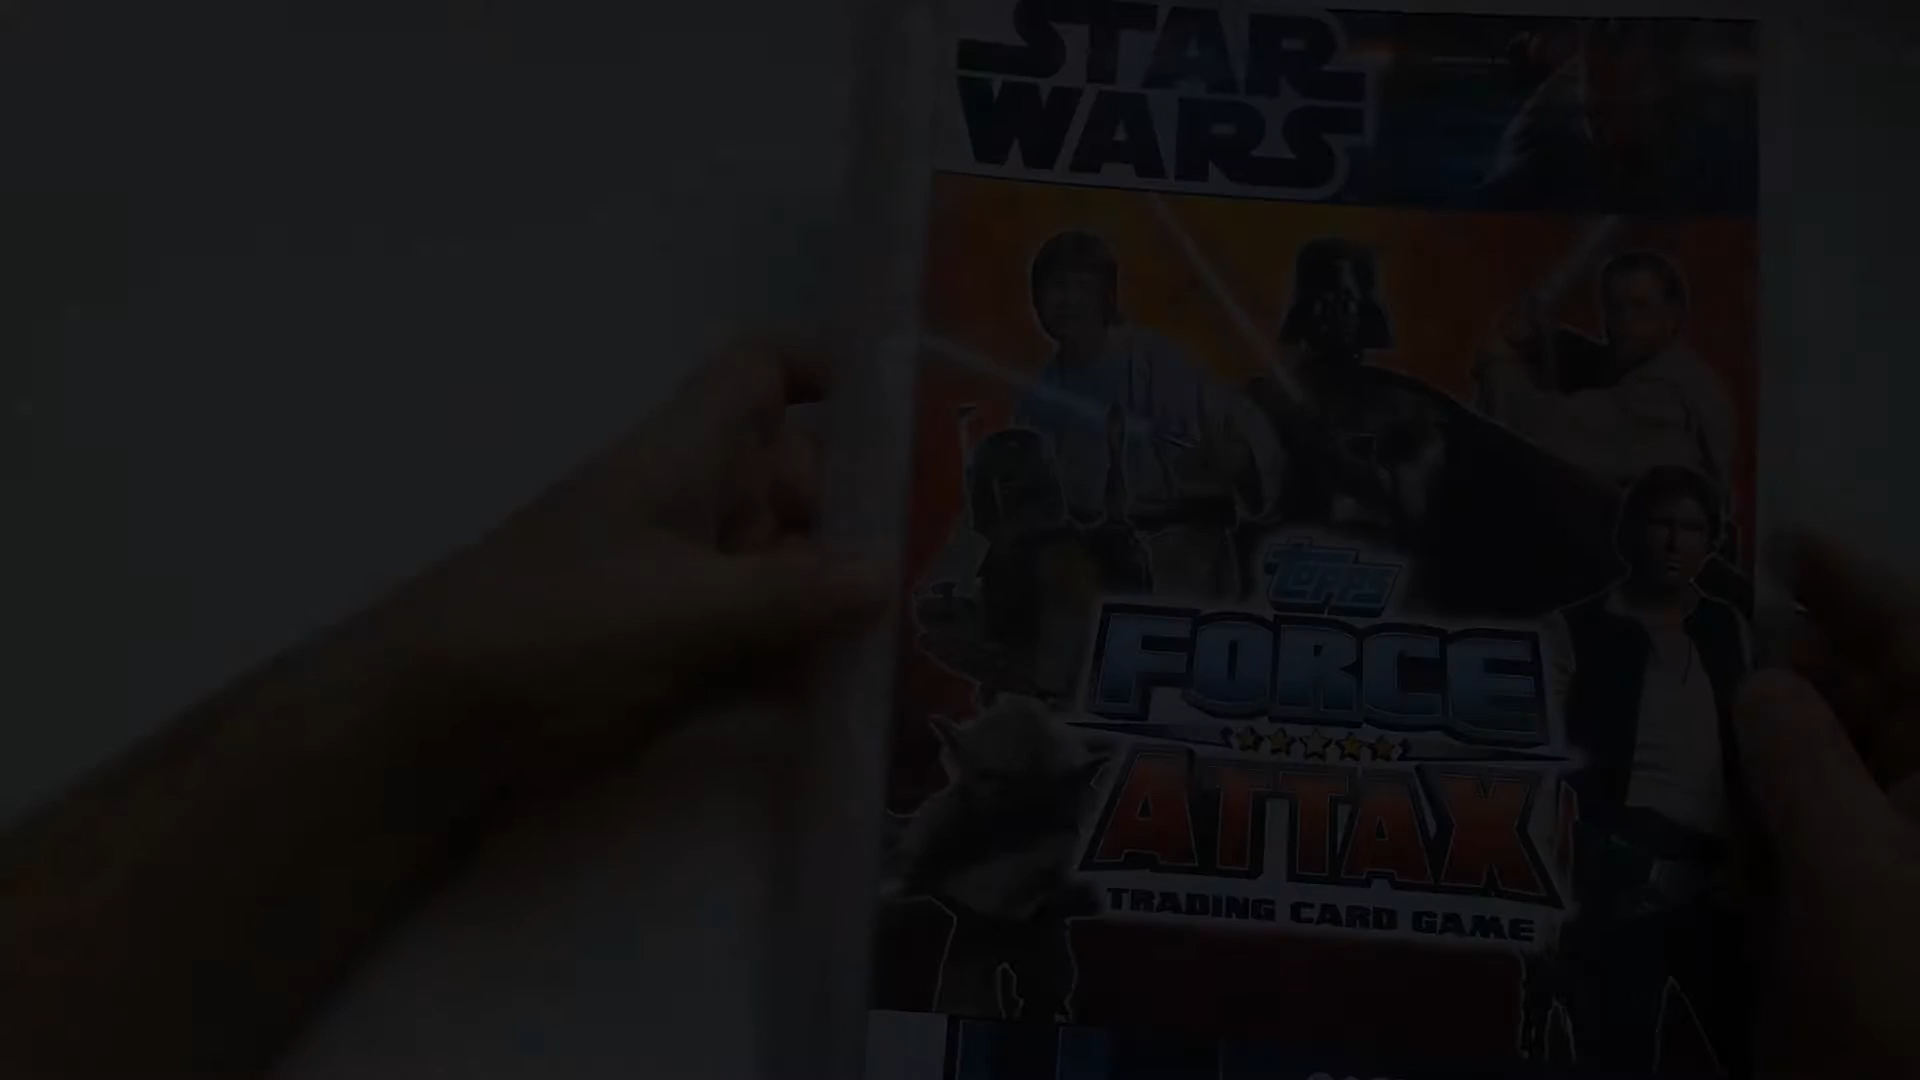 STAR
WARS
TOPPS
FORCE
ATTAX
TRADING CARD GAME